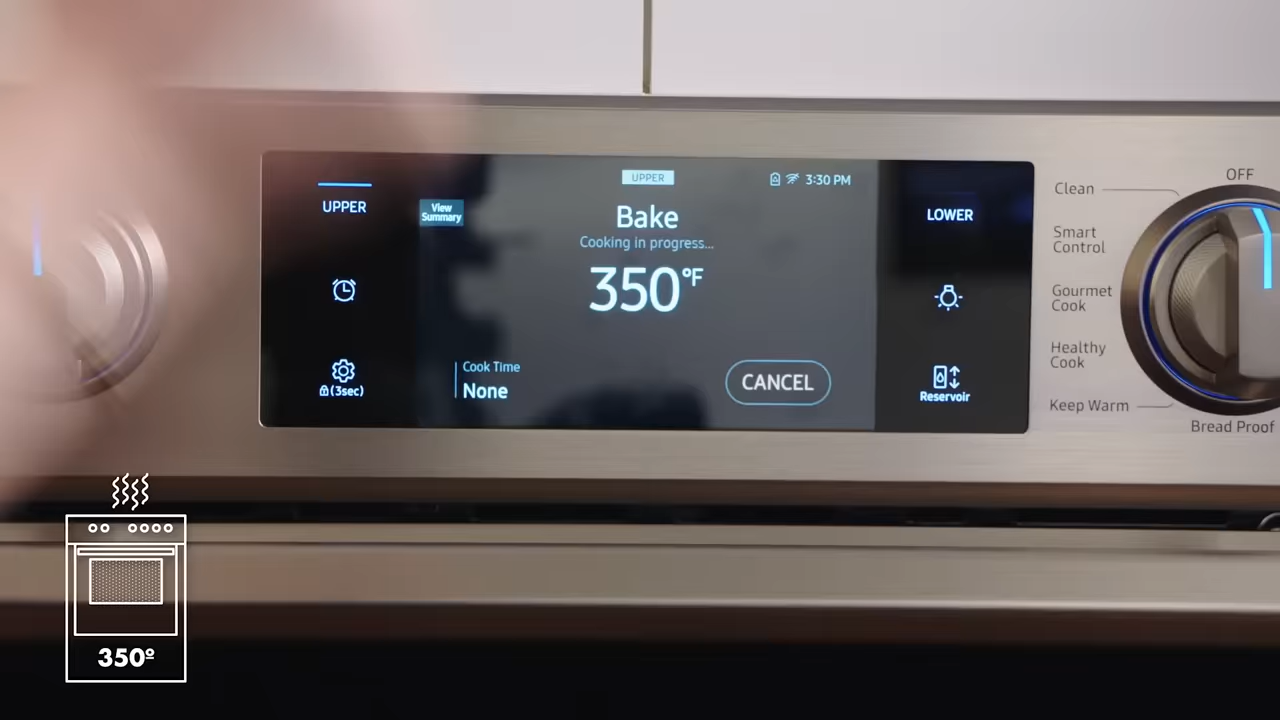 UPPER
UPPER
View
Summary
3:30 PM
Bake
Cooking in progress...
350°F
Cook Time
None
CANCEL
(3sec)
LOWER
Reservoir
OFF
Clean
Smart
Control
Gourmet
Cook
Healthy
Cook
Keep Warm
Bread Proof
350º